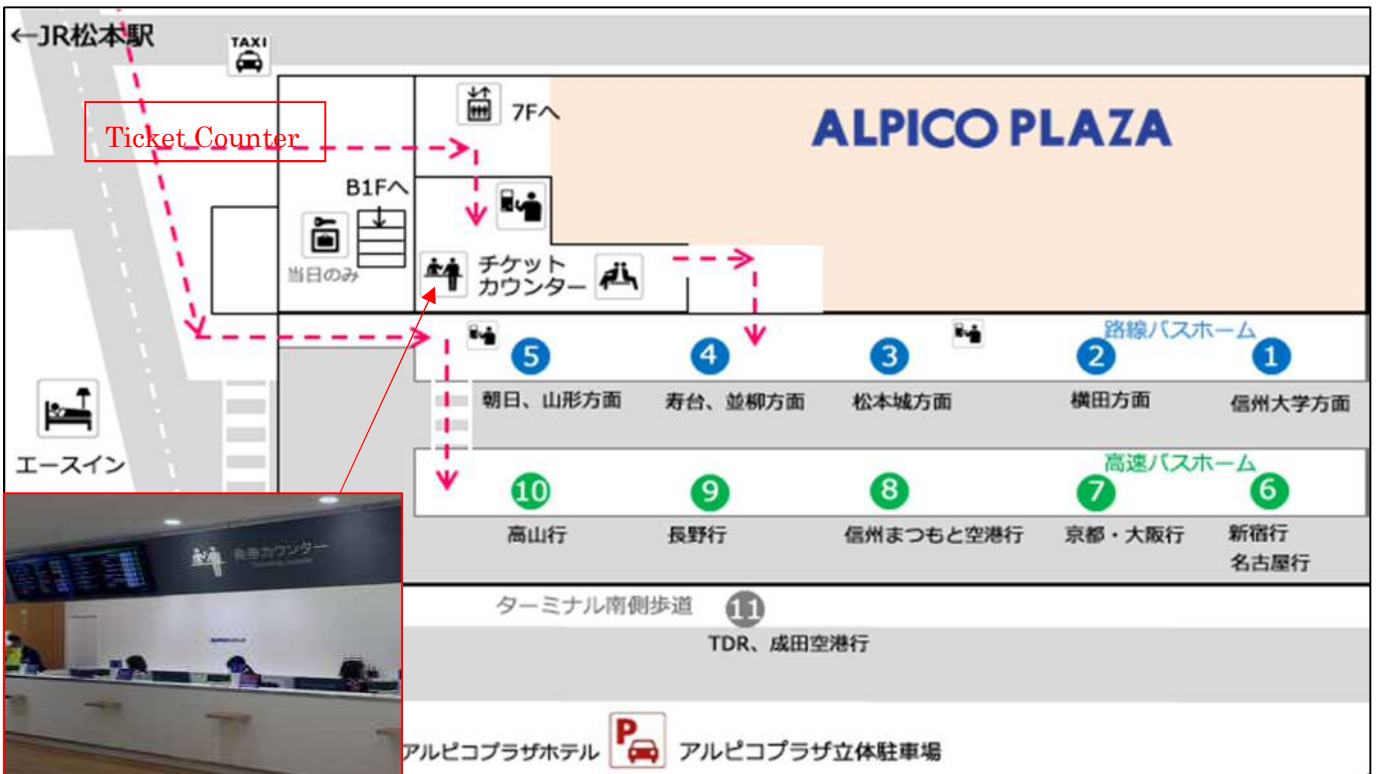 ←JR松本駅
TAXI
Ticket Counter
7Fへ
ALPICO PLAZA
B1Fへ
当日のみ
チケット
カウンター
路線バスホーム
5
4
3
2
1
朝日、山形方面
寿台、並柳方面
松本城方面
横田方面
信州大学方面
エースイン
高速バスホーム
10
9
8
7
6
高山行
長野行
信州まつもと空港行
京都・大阪行
新宿行
名古屋行
発券カウンター
ターミナル南側歩道
11
TDR、成田空港行
アルピコプラザホテル
P
アルピコプラザ立体駐車場